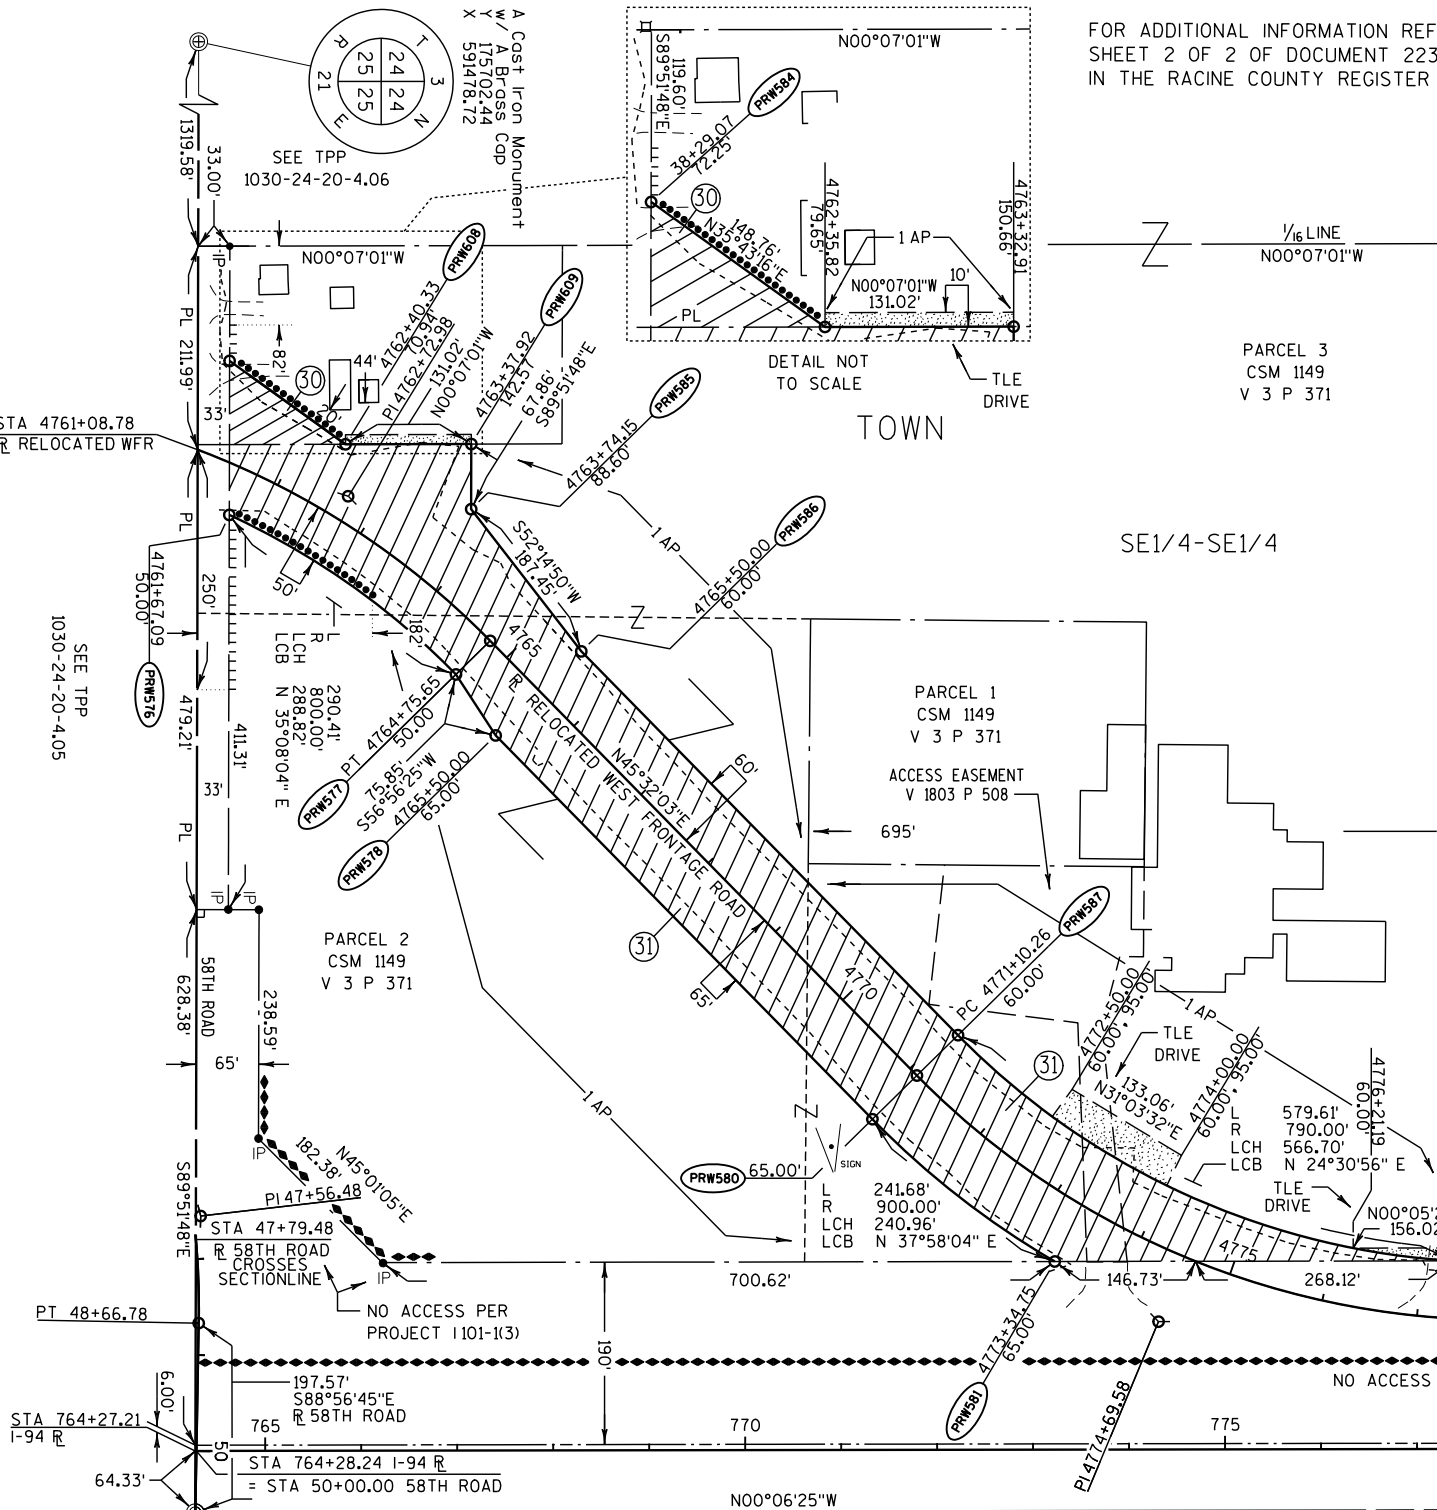 FOR ADDITIONAL INFORMATION REF
SHEET 2 OF 2 OF DOCUMENT 223
IN THE RACINE COUNTY REGISTER
A Cast Iron Monument
W/ A Brass Cap
Y 175702.44
X 591478.72
T 3 N
R 21 E
24 24
25 25
SEE TPP
1030-24-20-4.06
1319.58'
33.00'
IP
N00°07'01"W
PRW608
4762+40.33
70.94'
PI 4762+72.98
131.02'
N00°07'01"W
PRW609
4763+37.92
142.57'
67.86'
S89°51'48"E
PRW585
4763+74.15
88.60'
N00°07'01"W
119.60'
S89°51'48"E
PRW584
38+29.07
72.25'
30
148.76'
N35°43'16"E
4762+35.82
79.65'
4763+32.91
150.66'
1 AP
N00°07'01"W
131.02'
10'
PL
DETAIL NOT
TO SCALE
TLE
DRIVE
1/16 LINE
N00°07'01"W
PARCEL 3
CSM 1149
V 3 P 371
TOWN
SE1/4-SE1/4
PL 211.99'
82'
44'
30
20'
33'
STA 4761+08.78
RELOCATED WFR
PL
250'
50'
4761+67.09
50.00'
PRW576
SEE TPP
1030-24-20-4.05
479.21'
411.31'
33'
PL
182'
L 290.41'
R 800.00'
LCH 288.82'
LCB N 35°08'04" E
S52°14'50"W
187.45'
1 AP
PRW586
4765+50.00
60.00'
4765
PT 4764+75.65
50.00'
PRW577
75.85'
S56°56'25"W
4765+50.00
65.00'
PRW578
R RELOCATED WEST FRONTAGE ROAD
N45°32'03"E
60'
PARCEL 1
CSM 1149
V 3 P 371
ACCESS EASEMENT
V 1803 P 508
695'
IP
IP
PARCEL 2
CSM 1149
V 3 P 371
31
65'
4770
PRW587
PC 4771+10.26
60.00'
58TH ROAD
628.38'
238.59'
65'
1 AP
4772+50.00
60.00', 95.00'
TLE
DRIVE
1 AP
31
133.06'
N31°03'32"E
4774+00.00
60.00', 95.00'
4776+21.19
60.00'
L 579.61'
R 790.00'
LCH 566.70'
LCB N 24°30'56" E
TLE
DRIVE
N00°05'2
156.02
SIGN
PRW580
65.00'
L 241.68'
R 900.00'
LCH 240.96'
LCB N 37°58'04" E
IP
N45°01'05"E
182.38'
PI 47+56.48
S89°51'48"E
STA 47+79.48
R 58TH ROAD
CROSSES
SECTIONLINE
IP
700.62'
146.73'
4775
268.12'
PT 48+66.78
NO ACCESS PER
PROJECT I 101-1(3)
190'
4773+34.75
65.00'
PRW581
PI 4774+69.58
NO ACCESS
6.00'
197.57'
S88°56'45"E
R 58TH ROAD
STA 764+27.21
I-94 R
765
770
775
50
STA 764+28.24 I-94 R
= STA 50+00.00 58TH ROAD
64.33'
N00°06'25"W